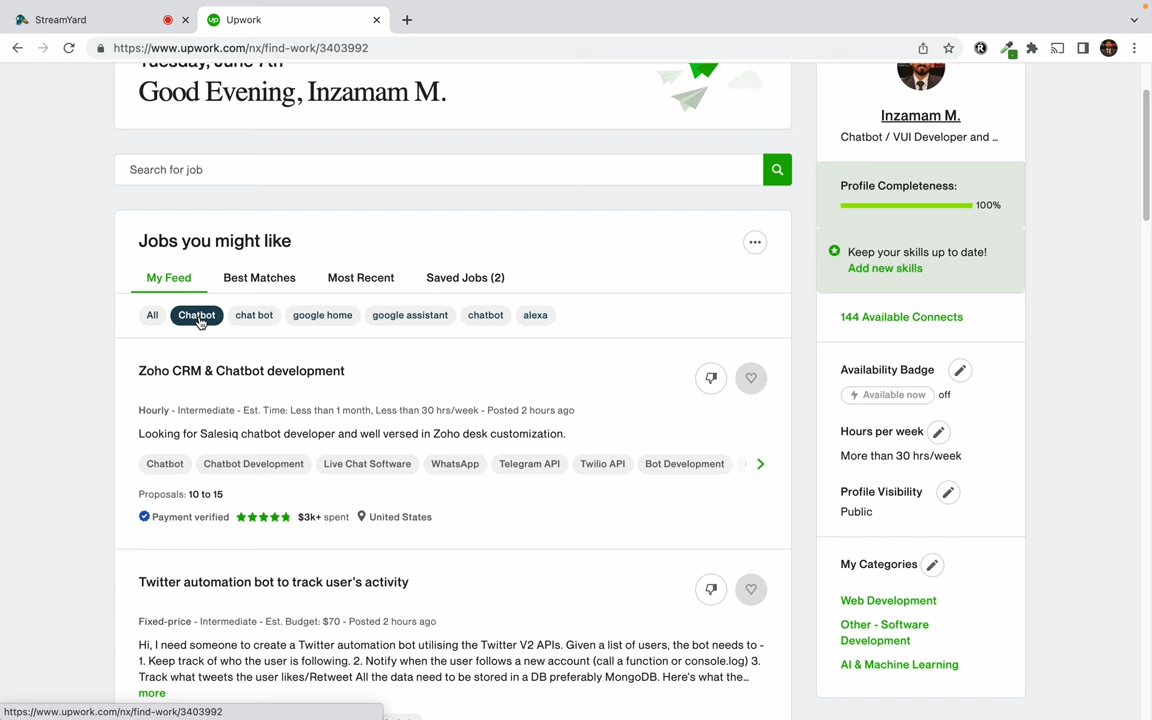 StreamYard
Upwork
https://www.upwork.com/nx/find-work/3403992
Tuesday, June 7th
Good Evening, Inzamam M.
Search for job
Jobs you might like
My Feed
Best Matches
Most Recent
Saved Jobs (2)
All
Chatbot
chat bot
google home
google assistant
chatbot
alexa
Zoho CRM & Chatbot development
Hourly - Intermediate - Est. Time: Less than 1 month, Less than 30 hrs/week - Posted 2 hours ago
Looking for Salesiq chatbot developer and well versed in Zoho desk customization.
Chatbot
Chatbot Development
Live Chat Software
WhatsApp
Telegram API
Twilio API
Bot Development
Proposals: 10 to 15
Payment verified
$3k+ spent
United States
Twitter automation bot to track user's activity
Fixed-price - Intermediate - Est. Budget: $70 - Posted 2 hours ago
Hi, I need someone to create a Twitter automation bot utilising the Twitter V2 APIs. Given a list of users, the bot needs to -
1. Keep track of who the user is following. 2. Notify when the user follows a new account (call a function or console.log) 3.
Track what tweets the user likes/Retweet All the data need to be stored in a DB preferably MongoDB. Here's what the...
more
Inzamam M.
Chatbot / VUI Developer and ..
Profile Completeness:
100%
Keep your skills up to date!
Add new skills
144 Available Connects
Availability Badge
Available now
off
Hours per week
More than 30 hrs/week
Profile Visibility
Public
My Categories
Web Development
Other - Software
Development
AI & Machine Learning
https://www.upwork.com/nx/find-work/3403992